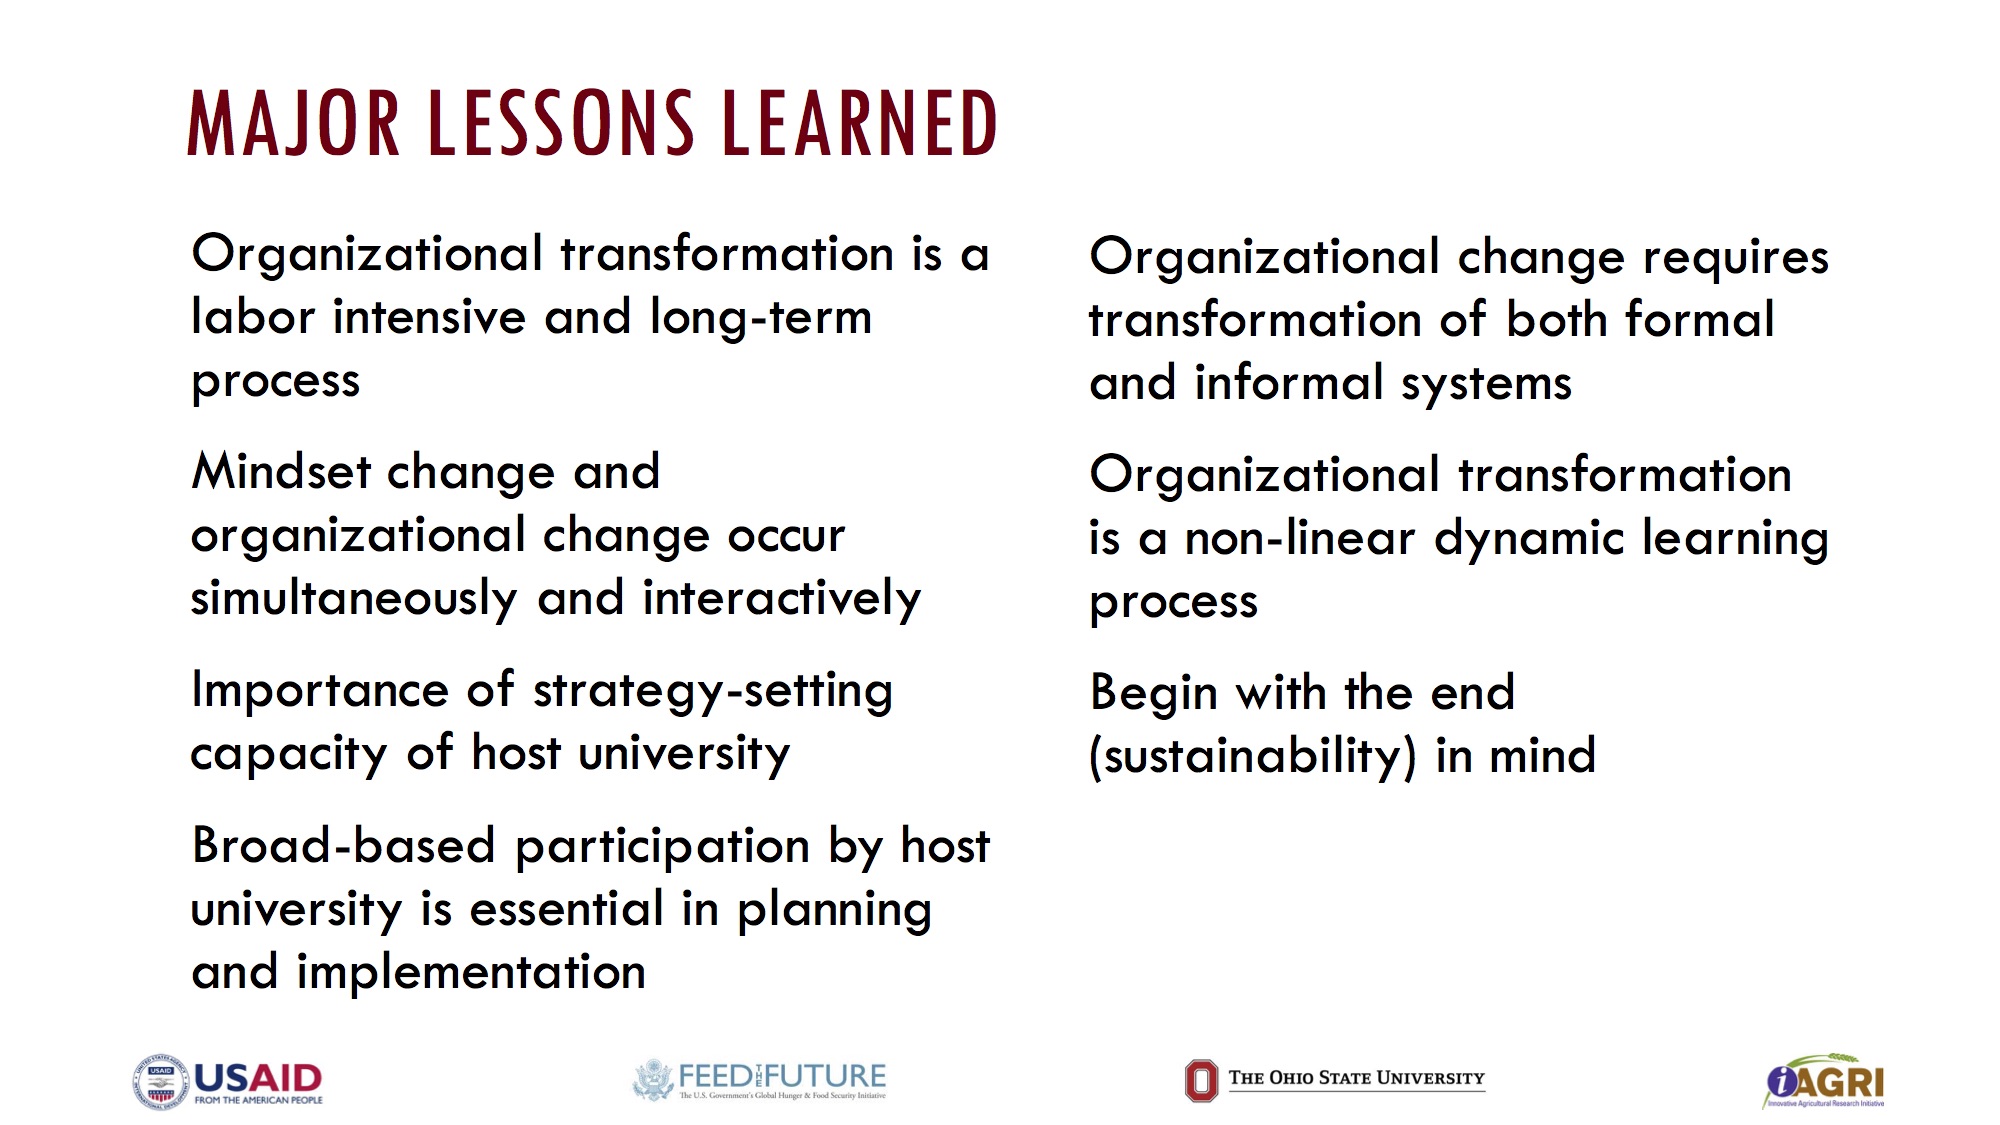 MAJOR LESSONS LEARNED
Organizational transformation is a
labor intensive and long-term
process
Mindset change and
organizational change occur
simultaneously and interactively
Importance of strategy-setting
capacity of host university
Broad-based participation by host
university is essential in planning
and implementation
Organizational change requires
transformation of both formal
and informal systems
Organizational transformation
is a non-linear dynamic learning
process
Begin with the end
(sustainability) in mind
USAID
USAID
FROM THE AMERICAN PEOPLE
FEED THE FUTURE
The U.S. Government's Global Hunger & Food Security Initiative
THE OHIO STATE UNIVERSITY
iAGRI
Innovative Agricultural Research Initiative